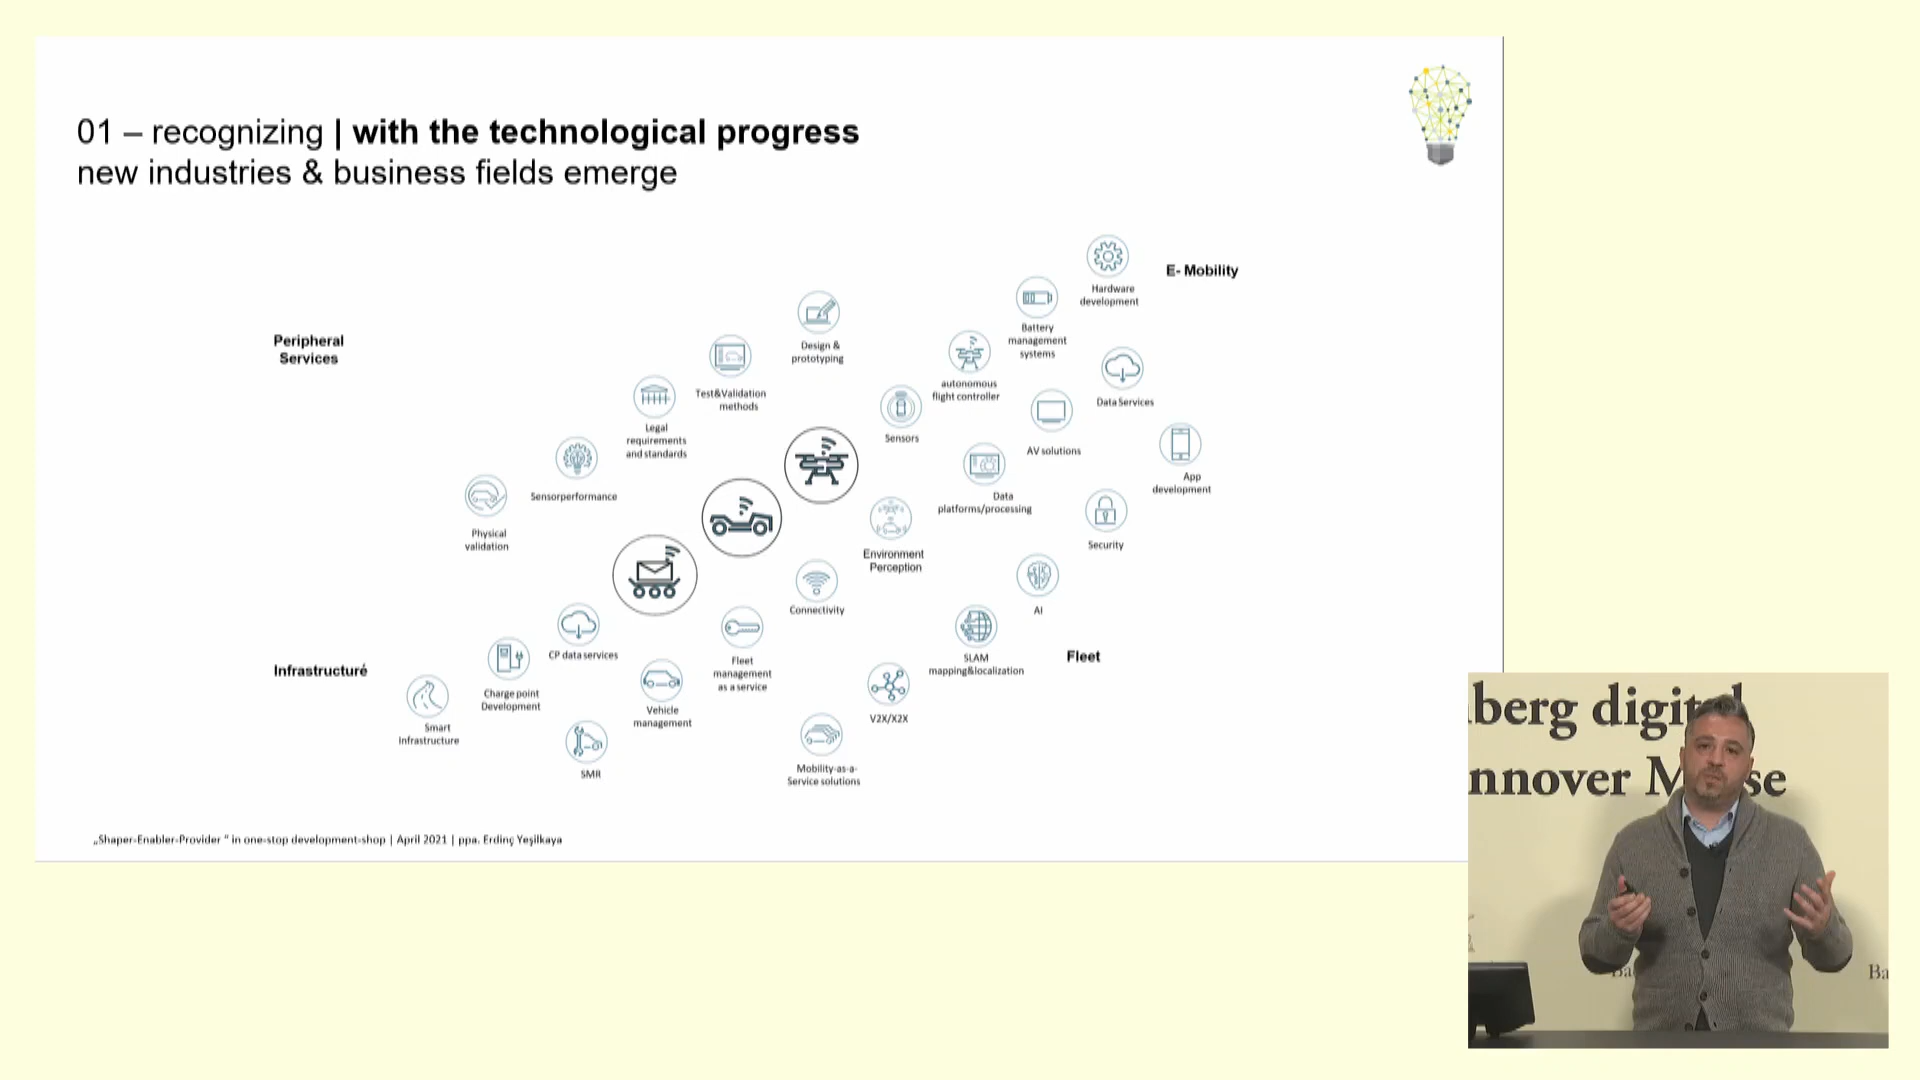 01 – recognizing | with the technological progress
new industries & business fields emerge
E- Mobility
Hardware
development
Battery
management
systems
Peripheral
Services
Design &
prototyping
autonomous
flight controller
Data Services
Test&Validation
methods
Sensors
Legal
requirements
and standards
AV solutions
App
development
Sensorperformance
Data
platforms/processing
Physical
validation
Security
Environment
Perception
Connectivity
AI
CP data services
Fleet
management
as a service
SLAM
mapping&localization
Fleet
Infrastructuré
Charge point
Development
Vehicle
management
V2X/X2X
Smart
Infrastructure
SMR
Mobility-as-a-
Service solutions
„Shaper-Enabler-Provider “ in one-stop development-shop | April 2021 | ppa. Erdinç Yeşilkaya
berg digital
nnover M se
Ba
Ba